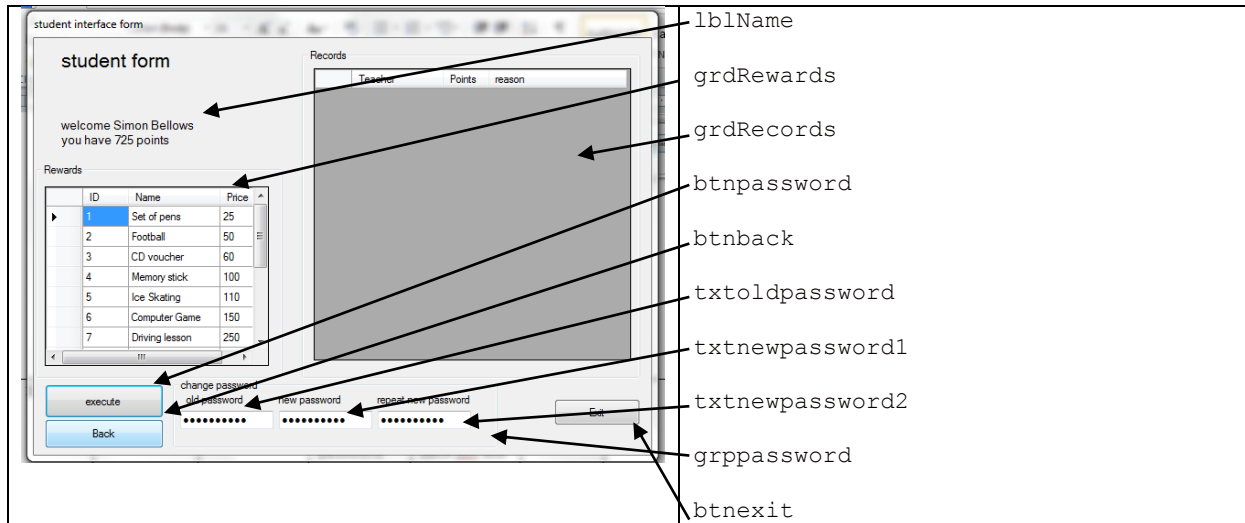 student interface form
student form
welcome Simon Bellows
you have 725 points
Rewards
ID Name Price
1 Set of pens 25
2 Football 50
3 CD voucher 60
4 Memory stick 100
5 Ice Skating 110
6 Computer Game 150
7 Driving lesson 250
Records
Teacher Points reason
execute
Back
change password
old password new password repeat new password
Exit
lblName
grdRewards
grdRecords
btnpassword
btnback
txtoldpassword
txtnewpassword1
txtnewpassword2
grppassword
btnexit